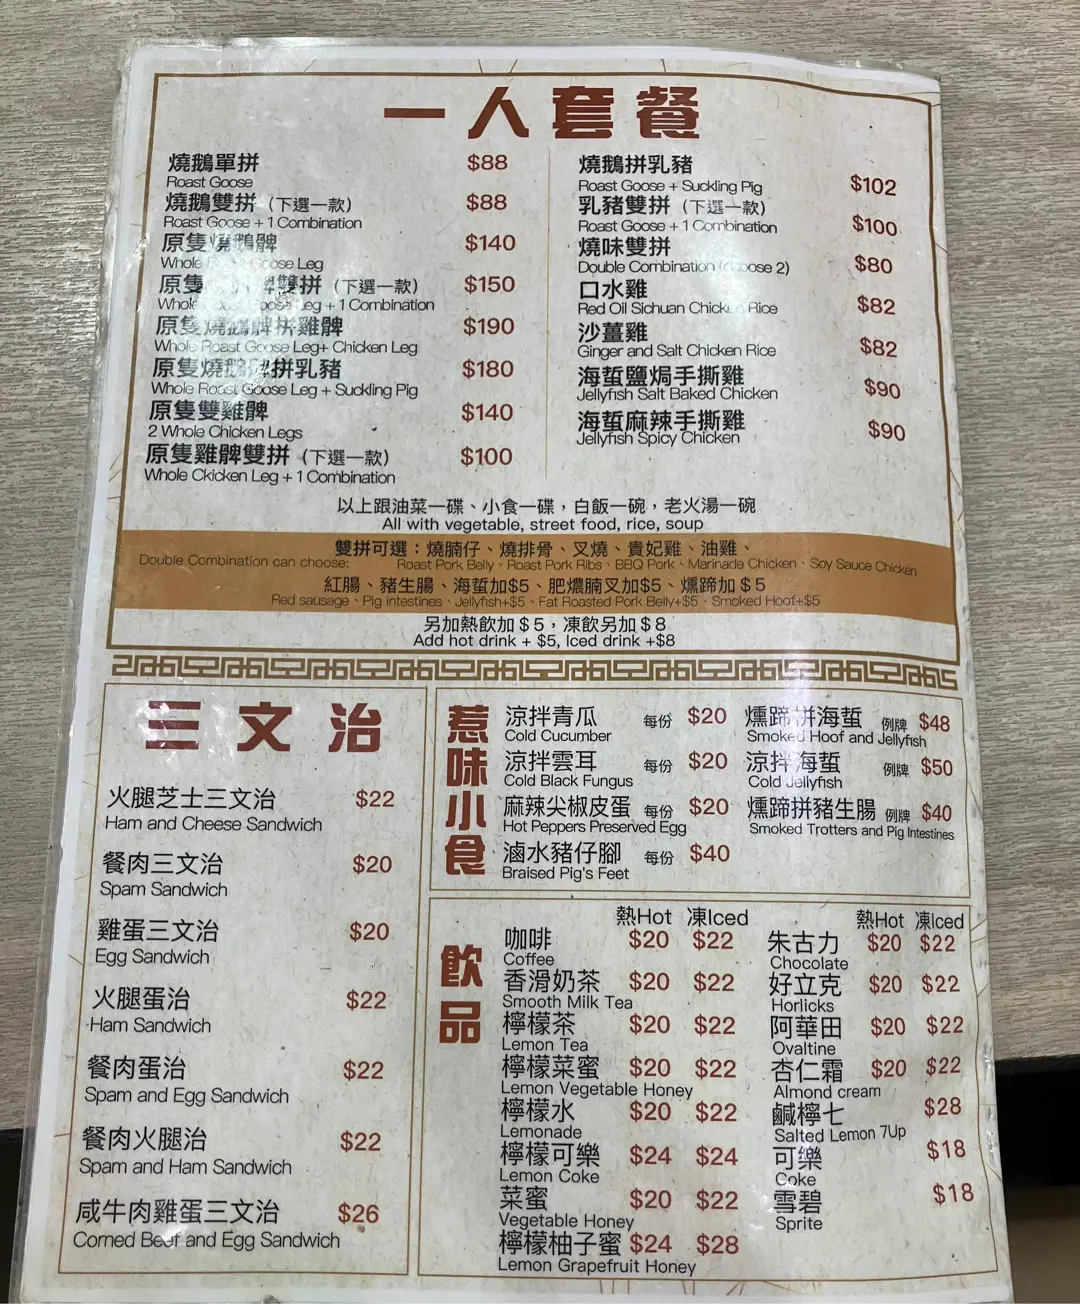 一人套餐
燒鵝單拼 $88
Roast Goose
燒鵝雙拼 (下選一款) $88
Roast Goose + 1 Combination
原隻燒鵝髀 $140
Whole Goose Leg
原隻 髀雙拼 (下選一款) $150
Whole Goose Leg + 1 Combination
原隻燒鵝髀拼雞髀 $190
Whole Roast Goose Leg+ Chicken Leg
原隻燒鵝髀拼乳豬 $180
Whole Roast Goose Leg + Suckling Pig
原隻雙雞髀 $140
2 Whole Chicken Legs
原隻雞髀雙拼 (下選一款) $100
Whole Ckicken Leg + 1 Combination
燒鵝拼乳豬 $102
Roast Goose + Suckling Pig
乳豬雙拼 (下選一款) $100
Roast Goose + 1 Combination
燒味雙拼 $80
Double Combination (choose 2)
口水雞 $82
Red Oil Sichuan Chicken Rice
沙薑雞 $82
Ginger and Salt Chicken Rice
海蜇鹽焗手撕雞 $90
Jellyfish Salt Baked Chicken
海蜇麻辣手撕雞 $90
Jellyfish Spicy Chicken
以上跟油菜一碟、小食一碟，白飯一碗，老火湯一碗
All with vegetable, street food, rice, soup
雙拼可選：燒腩仔、燒排骨、叉燒、貴妃雞、油雞、
Double Combination can choose: Roast Pork Belly、Roast Pork Ribs、BBQ Pork、Marinade Chicken、Soy Sauce Chicken
紅腸、豬生腸、海蜇加$5、肥燶腩叉加$5、燻蹄加$5
Red sausage、Pig intestines、Jellyfish+$5、Fat Roasted Pork Belly+$5、Smoked Hoof+$5
另加熱飲加$5，凍飲另加$8
Add hot drink + $5, Iced drink +$8
三文治
火腿芝士三文治 $22
Ham and Cheese Sandwich
餐肉三文治 $20
Spam Sandwich
雞蛋三文治 $20
Egg Sandwich
火腿蛋治 $22
Ham Sandwich
餐肉蛋治 $22
Spam and Egg Sandwich
餐肉火腿治 $22
Spam and Ham Sandwich
咸牛肉雞蛋三文治 $26
Corned Beef and Egg Sandwich
惹味小食
涼拌青瓜 每份 $20
Cold Cucumber
涼拌雲耳 每份 $20
Cold Black Fungus
麻辣尖椒皮蛋 每份 $20
Hot Peppers Preserved Egg
滷水豬仔腳 每份 $40
Braised Pig's Feet
燻蹄拼海蜇 例牌 $48
Smoked Hoof and Jellyfish
涼拌海蜇 例牌 $50
Cold Jellyfish
燻蹄拼豬生腸 例牌 $40
Smoked Trotters and Pig Intestines
飲品
熱Hot 凍Iced
咖啡 $20 $22
Coffee
香滑奶茶 $20 $22
Smooth Milk Tea
檸檬茶 $20 $22
Lemon Tea
檸檬菜蜜 $20 $22
Lemon Vegetable Honey
檸檬水 $20 $22
Lemonade
檸檬可樂 $24 $24
Lemon Coke
菜蜜 $20 $22
Vegetable Honey
檸檬柚子蜜 $24 $28
Lemon Grapefruit Honey
熱Hot 凍Iced
朱古力 $20 $22
Chocolate
好立克 $20 $22
Horlicks
阿華田 $20 $22
Ovaltine
杏仁霜 $20 $22
Almond cream
鹹檸七 $28
Salted Lemon 7Up
可樂 $18
Coke
雪碧 $18
Sprite